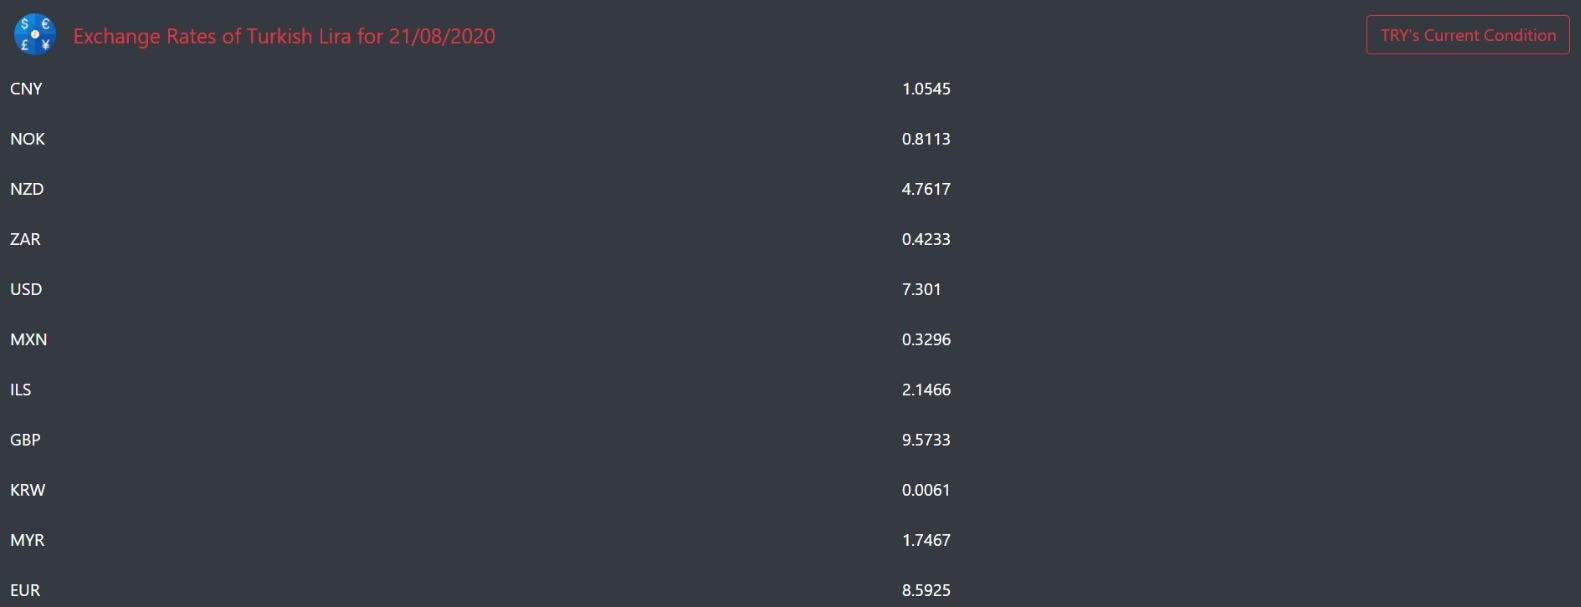 Exchange Rates of Turkish Lira for 21/08/2020 TRY's Current Condition
CNY 1.0545
NOK 0.8113
NZD 4.7617
ZAR 0.4233
USD 7.301
MXN 0.3296
ILS 2.1466
GBP 9.5733
KRW 0.0061
MYR 1.7467
EUR 8.5925